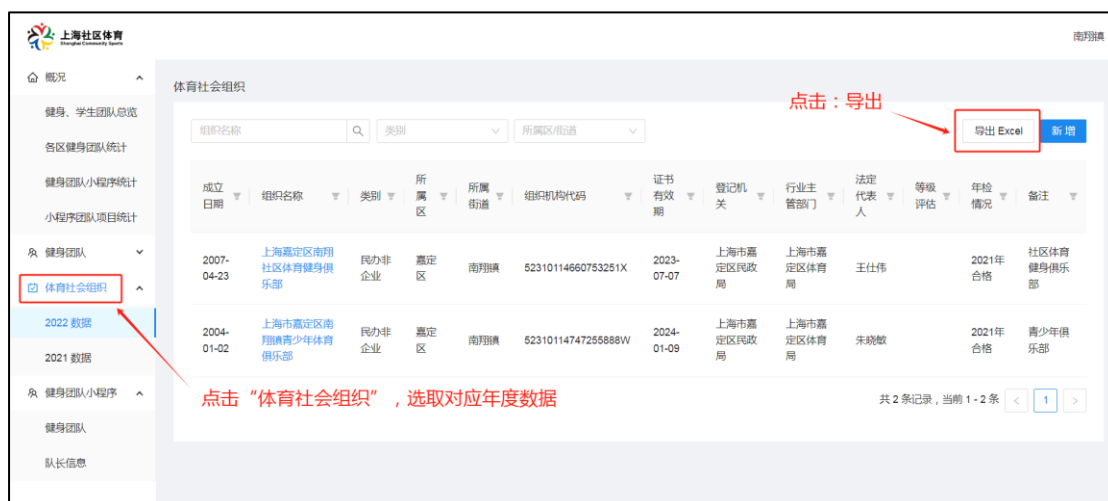 上海社区体育
Shanghai Community Sports
南翔镇
概况
健身、学生团队总览
各区健身团队统计
健身团队小程序统计
小程序团队项目统计
健身团队
体育社会组织
2022 数据
2021 数据
健身团队小程序
健身团队
队长信息
体育社会组织
点击：导出
组织名称
类别
所属区/街道
导出 Excel
新 增
成立
日期
组织名称
类别
所
属
区
所属
街道
组织机构代码
证书
有效
期
登记机
关
行业主
管部门
法定
代表
人
等级
评估
年检
情况
备注
2007-
04-23
上海嘉定区南翔
社区体育健身俱
乐部
民办非
企业
嘉定
区
南翔镇
52310114660753251X
2023-
07-07
上海市嘉
定区民政
局
上海市嘉
定区体育
局
王仕伟
2021年
合格
社区体育
健身俱乐
部
2004-
01-02
上海市嘉定区南
翔镇青少年体育
俱乐部
民办非
企业
嘉定
区
南翔镇
52310114747255888W
2024-
01-09
上海市嘉
定区民政
局
上海市嘉
定区体育
局
朱晓敏
2021年
合格
青少年俱
乐部
点击“体育社会组织”，选取对应年度数据
共 2 条记录，当前 1 - 2 条
<
1
>